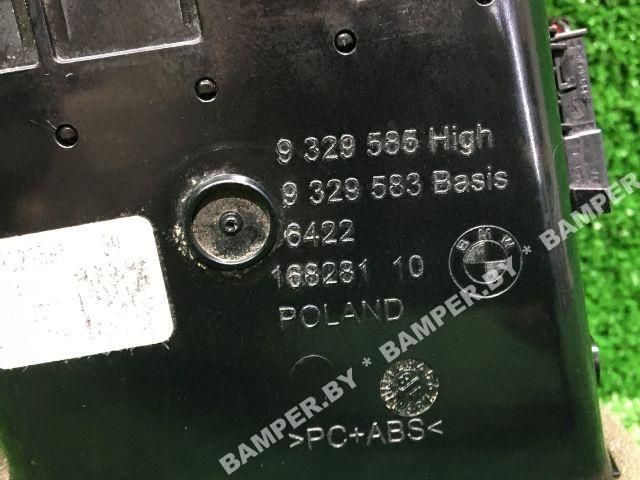 9 329 585 High
9 329 583 Basis
6422
168281 10
POLAND
BMW
>PC+ABS<
BAMPER.BY * BAMPER.BY * BAMPER.BY